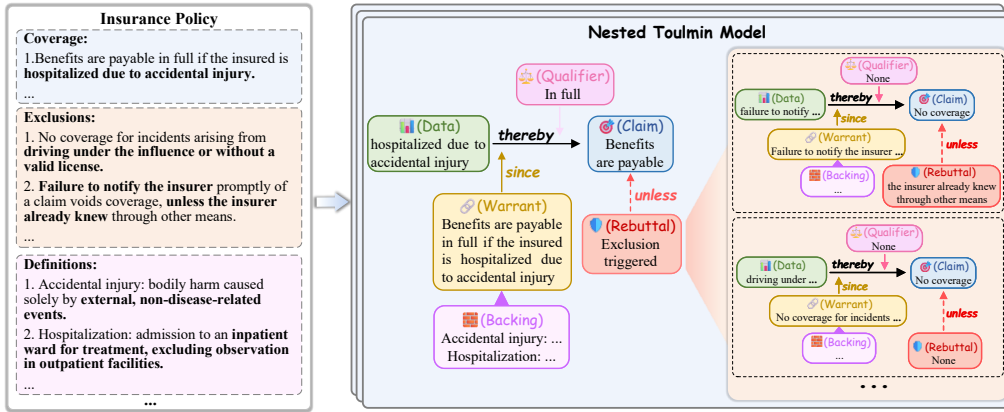 Insurance Policy
Coverage:
1.Benefits are payable in full if the insured is
hospitalized due to accidental injury.
...
Exclusions:
1. No coverage for incidents arising from
driving under the influence or without a
valid license.
2. Failure to notify the insurer promptly of
a claim voids coverage, unless the insurer
already knew through other means.
...
Definitions:
1. Accidental injury: bodily harm caused
solely by external, non-disease-related
events.
2. Hospitalization: admission to an inpatient
ward for treatment, excluding observation
in outpatient facilities.
...
...
Nested Toulmin Model
(Qualifier)
In full
(Data)
hospitalized due to
accidental injury
thereby
(Claim)
Benefits
are payable
since
unless
(Warrant)
Benefits are payable
in full if the insured
is hospitalized due
to accidental injury
(Rebuttal)
Exclusion
triggered
(Backing)
Accidental injury: ...
Hospitalization: ...
(Qualifier)
None
(Data)
failure to notify ...
thereby
(Claim)
No coverage
since
(Warrant)
Failure to notify the insurer ...
unless
(Backing)
...
(Rebuttal)
the insurer already knew
through other means
(Qualifier)
None
(Data)
driving under ...
thereby
(Claim)
No coverage
since
(Warrant)
No coverage for incidents ...
unless
(Backing)
...
(Rebuttal)
None
...